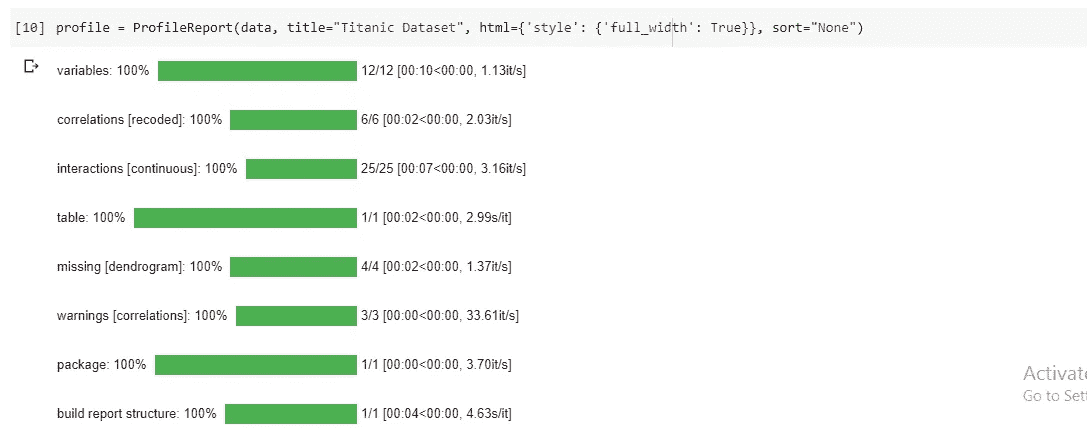 [10] profile = ProfileReport(data, title="Titanic Dataset", html={'style': {'full_width': True}}, sort="None")
variables: 100% 12/12 [00:10<00:00, 1.13it/s]
correlations [recoded]: 100% 6/6 [00:02<00:00, 2.03it/s]
interactions [continuous]: 100% 25/25 [00:07<00:00, 3.16it/s]
table: 100% 1/1 [00:02<00:00, 2.99s/it]
missing [dendrogram]: 100% 4/4 [00:02<00:00, 1.37it/s]
warnings [correlations]: 100% 3/3 [00:00<00:00, 33.61it/s]
package: 100% 1/1 [00:00<00:00, 3.70it/s]
Activate
Go to Sett
build report structure: 100% 1/1 [00:04<00:00, 4.63s/it]